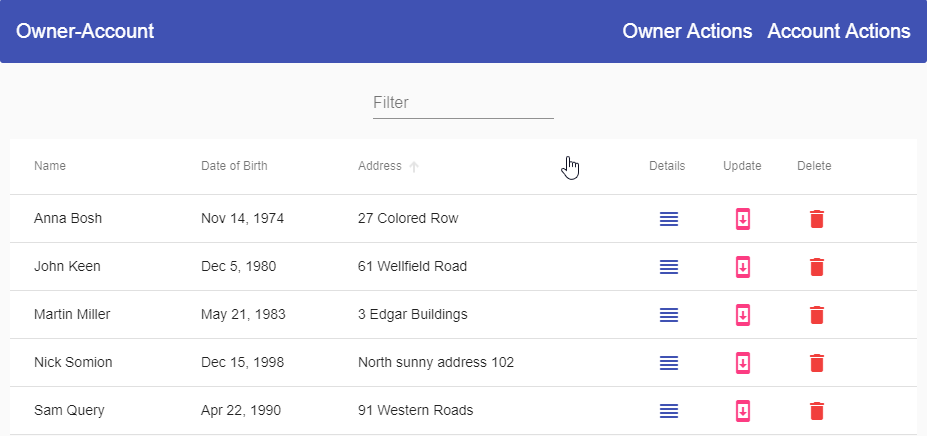 Owner-Account Owner Actions Account Actions
Filter
Name Date of Birth Address Details Update Delete
Anna Bosh Nov 14, 1974 27 Colored Row
John Keen Dec 5, 1980 61 Wellfield Road
Martin Miller May 21, 1983 3 Edgar Buildings
Nick Somion Dec 15, 1998 North sunny address 102
Sam Query Apr 22, 1990 91 Western Roads